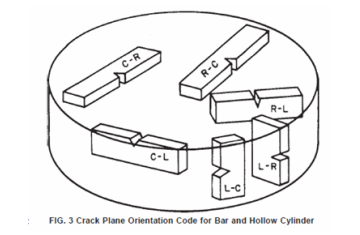 C-R
R-C
R-L
C-L
L-C
L-R
: FIG. 3 Crack Plane Orientation Code for Bar and Hollow Cylinder